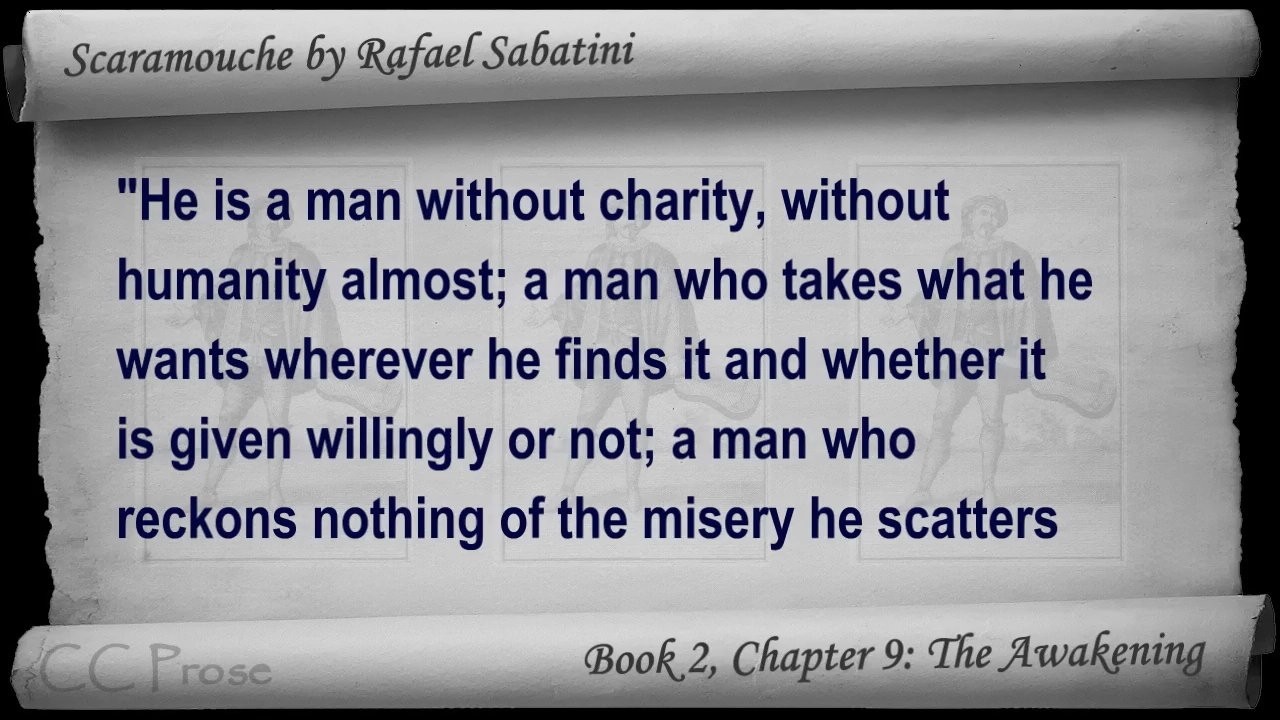 Scaramouche by Rafael Sabatini
"He is a man without charity, without
humanity almost; a man who takes what he
wants wherever he finds it and whether it
is given willingly or not; a man who
reckons nothing of the misery he scatters
CC Prose
Book 2, Chapter 9: The Awakening